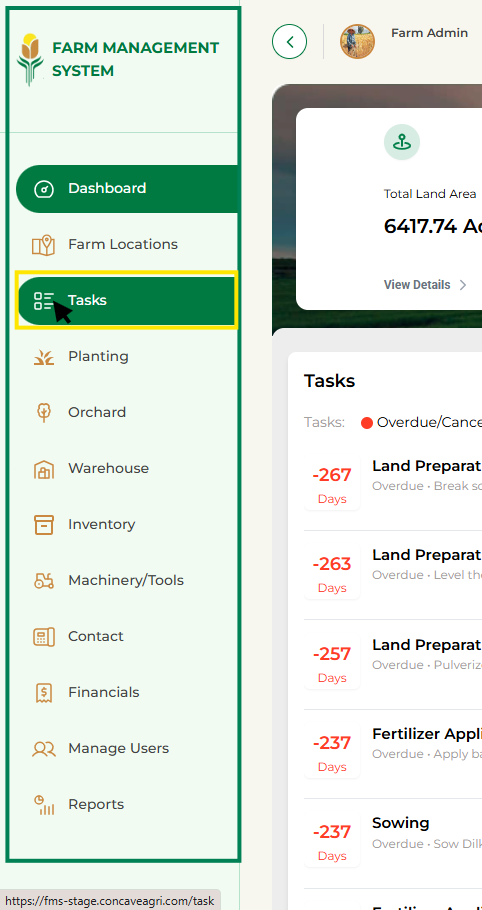 FARM MANAGEMENT
SYSTEM
Dashboard
Farm Locations
Tasks
Planting
Orchard
Warehouse
Inventory
Machinery/Tools
Contact
Financials
Manage Users
Reports
https://fms-stage.concaveagri.com/task
Farm Admin
Total Land Area
6417.74 Ac
View Details
Tasks
Tasks: Overdue/Cance
-267 Days
Land Preparat
Overdue • Break so
-263 Days
Land Preparat
Overdue • Level the
-257 Days
Land Preparat
Overdue • Pulveriz
-237 Days
Fertilizer Appli
Overdue • Apply ba
-237 Days
Sowing
Overdue • Sow Dilk